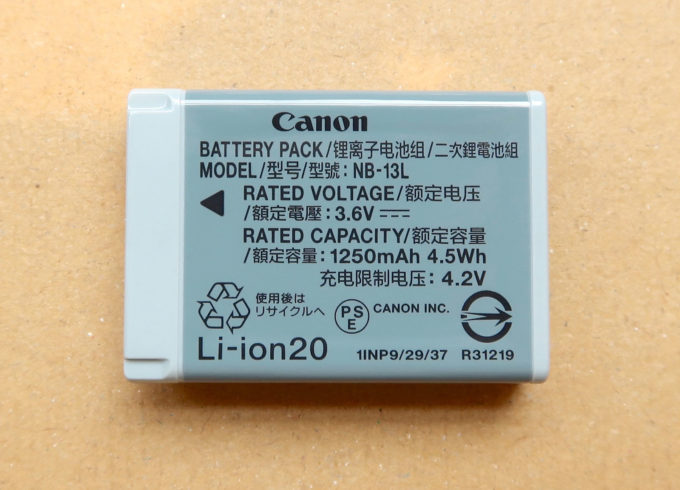 Canon
BATTERY PACK/锂离子电池组/二次鋰電池組
MODEL/型号/型號: NB-13L
RATED VOLTAGE/额定电压
/額定電壓: 3.6V ⎓
RATED CAPACITY/额定容量
/額定容量: 1250mAh 4.5Wh
充电限制电压: 4.2V
使用後は
リサイクルへ
PS
E
CANON INC.
Li-ion20
1INP9/29/37 R31219